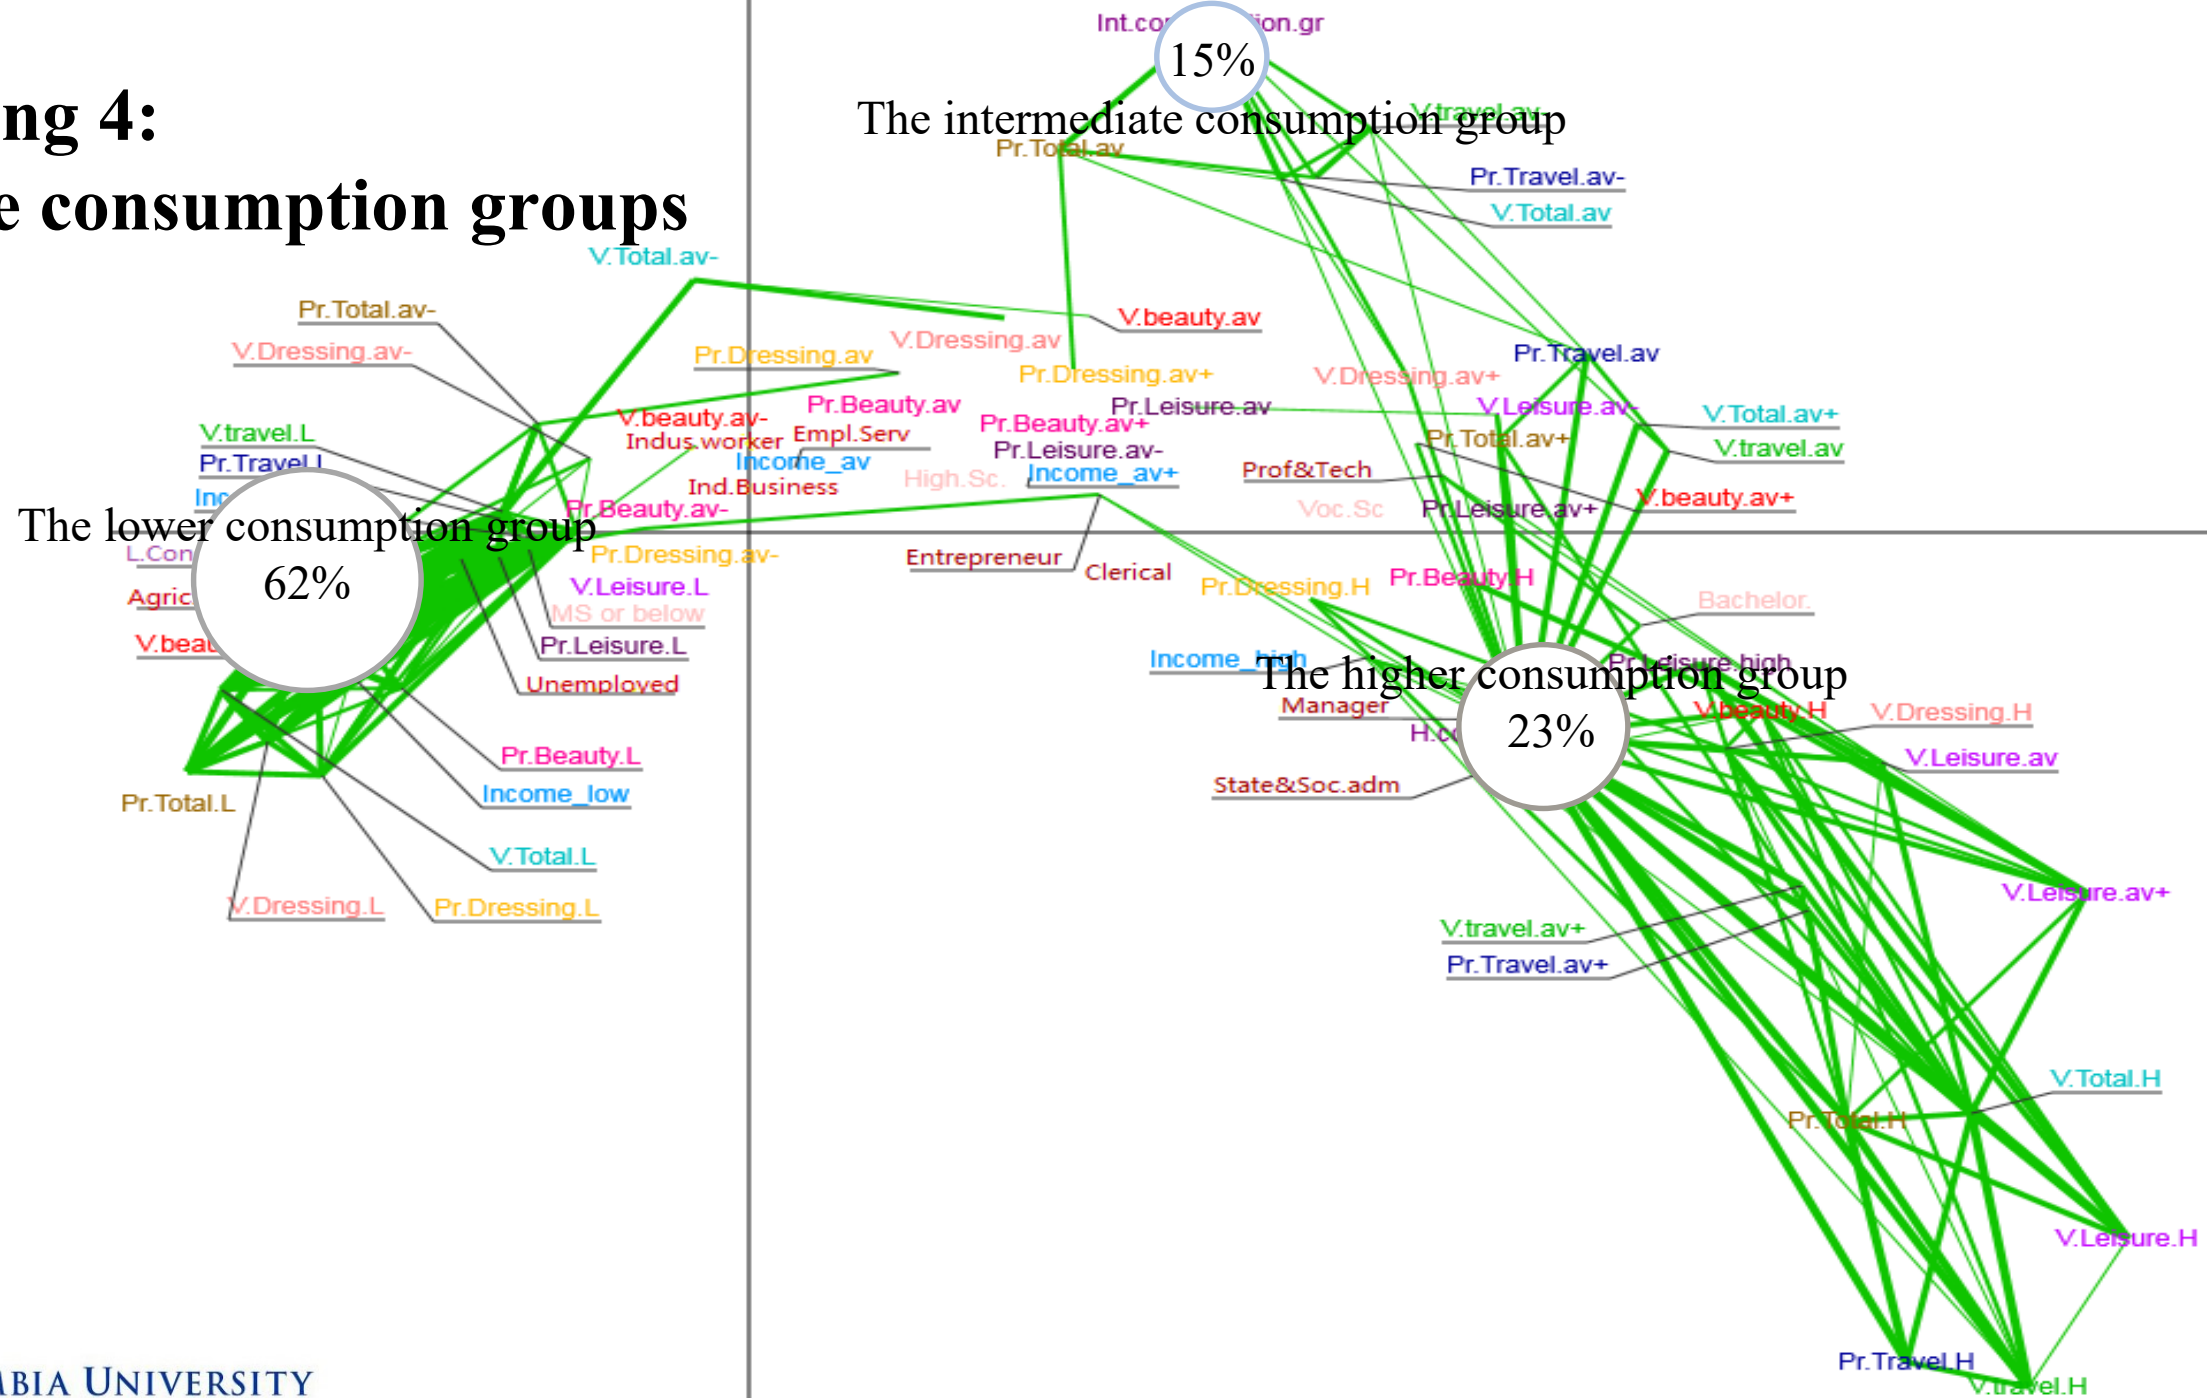 ng 4:
e consumption groups
15%
The intermediate consumption group
V.travel.av-
Pr.Total.av
Pr.Travel.av-
V.Total.av
V.Total.av-
Pr.Total.av-
V.beauty.av
V.Dressing.av
V.Dressing.av-
Pr.Dressing.av
Pr.Travel.av
Pr.Dressing.av+
V.Dressing.av+
Pr.Beauty.av
Pr.Leisure.av
V.Leisure.av-
V.Total.av+
V.beauty.av-
Pr.Beauty.av+
V.travel.L
Indus.worker
Empl.Serv
Pr.Total.av+
V.travel.av
Pr.Leisure.av-
Income_av
Income_av+
Prof&Tech
High.Sc.
Ind.Business
V.beauty.av+
Pr.Beauty.av-
Voc.Sc
Pr.Leisure.av+
The lower consumption group
Pr.Dressing.av-
Entrepreneur
Clerical
62%
V.Leisure.L
Pr.Dressing.H
Pr.Beauty.H
MS or below
Bachelor.
Pr.Leisure.L
Income_high
Pr.Leisure.high
The higher consumption group
Unemployed
Manager
V.beauty.H
V.Dressing.H
23%
Pr.Beauty.L
V.Leisure.av
State&Soc.adm
Income_low
Pr.Total.L
V.Total.L
V.Leisure.av+
V.Dressing.L
Pr.Dressing.L
V.travel.av+
Pr.Travel.av+
V.Total.H
Pr.Total.H
V.Leisure.H
Pr.Travel.H
V.travel.H
BIA UNIVERSITY